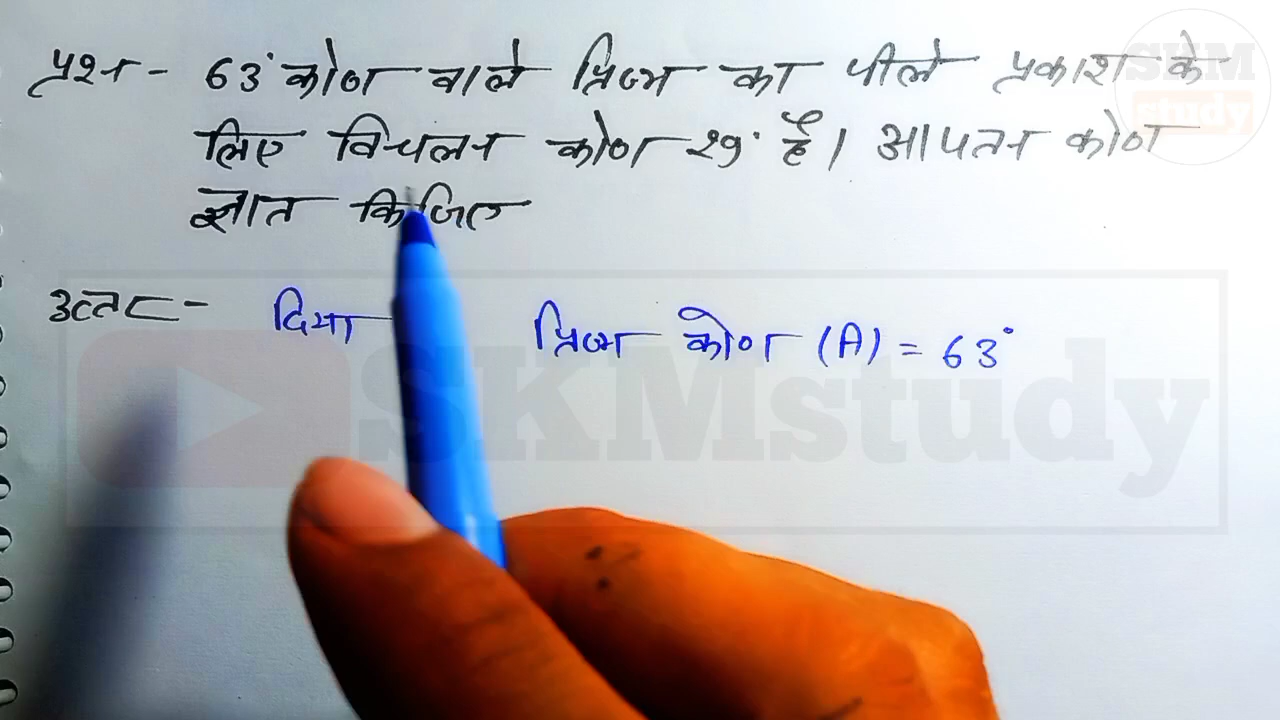 प्रश्न - 63° कोण वाले प्रिज्म का पीले प्रकाश के
लिए विचलन कोण 29° है। आपतन कोण
ज्ञात किजिए
उत्तर - दिया प्रिज्म कोण (A) = 63°
SKMstudy
SKM
study